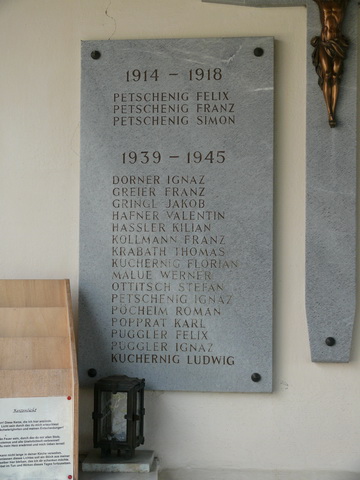 1914 – 1918
PETSCHENIG FELIX
PETSCHENIG FRANZ
PETSCHENIG SIMON
1939 – 1945
DORNER IGNAZ
GREIER FRANZ
GRINGL JAKOB
HAFNER VALENTIN
HASSLER KILIAN
KOLLMANN FRANZ
KRABATH THOMAS
KUCHERNIG FLORIAN
MALUE WERNER
OTTITSCH STEFAN
PETSCHENIG IGNAZ
POCHEIM ROMAN
POPPRAT KARL
PUGGLER FELIX
PUGGLER IGNAZ
KUCHERNIG LUDWIG